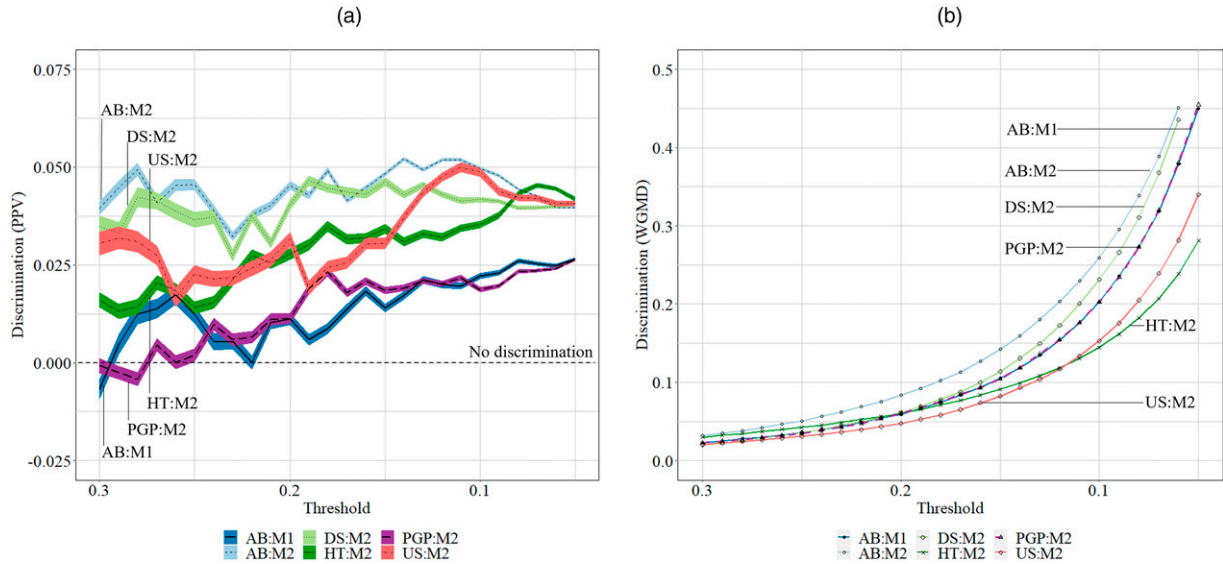 (a)
Discrimination (PPV)
0.075
0.050
0.025
0.000
-0.025
AB:M2
DS:M2
US:M2
No discrimination
HT:M2
PGP:M2
AB:M1
0.3
0.2
0.1
Threshold
AB:M1
DS:M2
PGP:M2
AB:M2
HT:M2
US:M2
(b)
Discrimination (WGMD)
0.5
0.4
0.3
0.2
0.1
0.0
AB:M1
AB:M2
DS:M2
PGP:M2
HT:M2
US:M2
0.3
0.2
0.1
Threshold
AB:M1
DS:M2
PGP:M2
AB:M2
HT:M2
US:M2